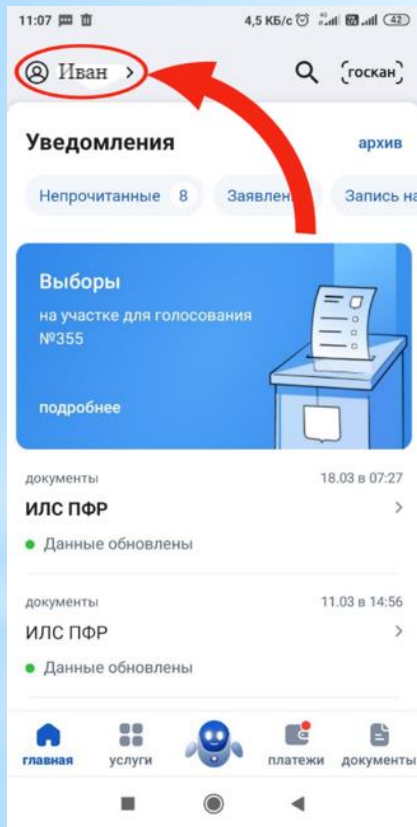 11:07 4,5 КБ/с 4G 42
Иван >
[госкан]
Уведомления архив
Непрочитанные 8 Запись
Выборы
на участке для голосования
№355
подробнее
документы 18.03 в 07:27
ИЛС ПФР
Данные обновлены
документы 11.03 в 14:56
ИЛС ПФР
Данные обновлены
главная услуги платежи документы